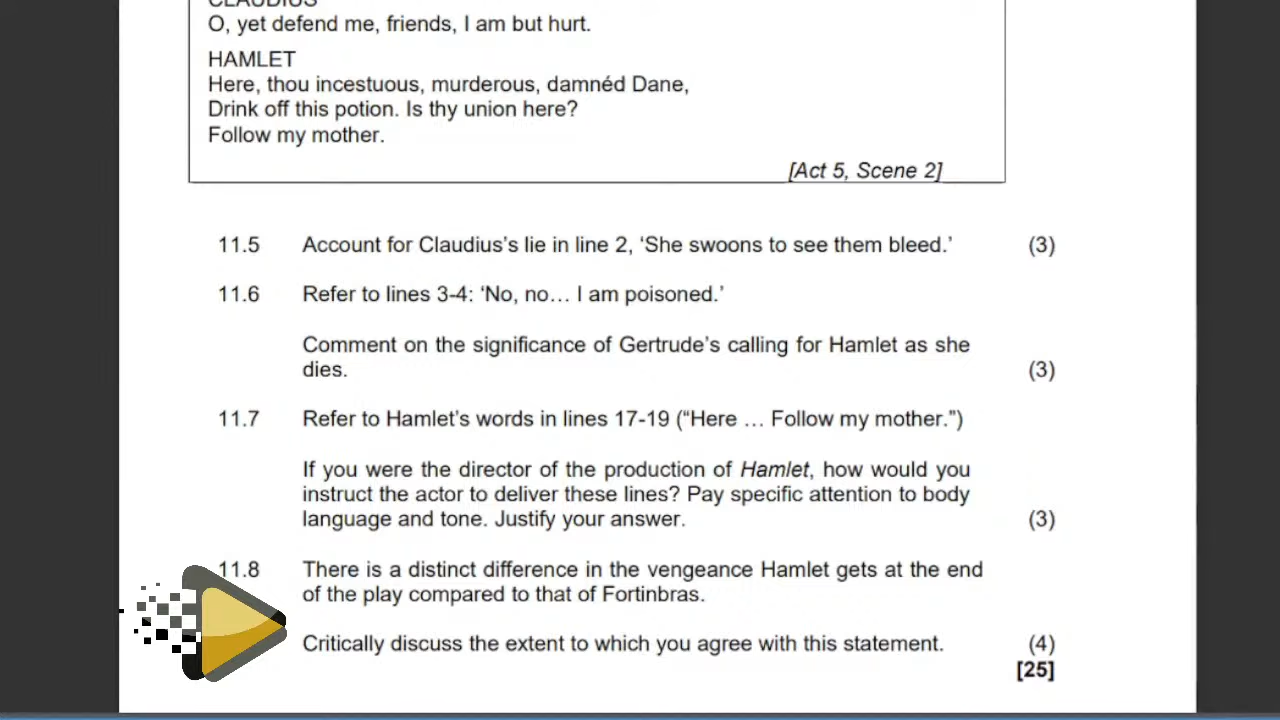 CLAUDIUS
O, yet defend me, friends, I am but hurt.
HAMLET
Here, thou incestuous, murderous, damnéd Dane,
Drink off this potion. Is thy union here?
Follow my mother.
[Act 5, Scene 2]
11.5 Account for Claudius's lie in line 2, ‘She swoons to see them bleed.’ (3)
11.6 Refer to lines 3-4: ‘No, no… I am poisoned.’
Comment on the significance of Gertrude's calling for Hamlet as she
dies. (3)
11.7 Refer to Hamlet's words in lines 17-19 (“Here … Follow my mother.”)
If you were the director of the production of Hamlet, how would you
instruct the actor to deliver these lines? Pay specific attention to body
language and tone. Justify your answer. (3)
11.8 There is a distinct difference in the vengeance Hamlet gets at the end
of the play compared to that of Fortinbras.
Critically discuss the extent to which you agree with this statement. (4)
[25]